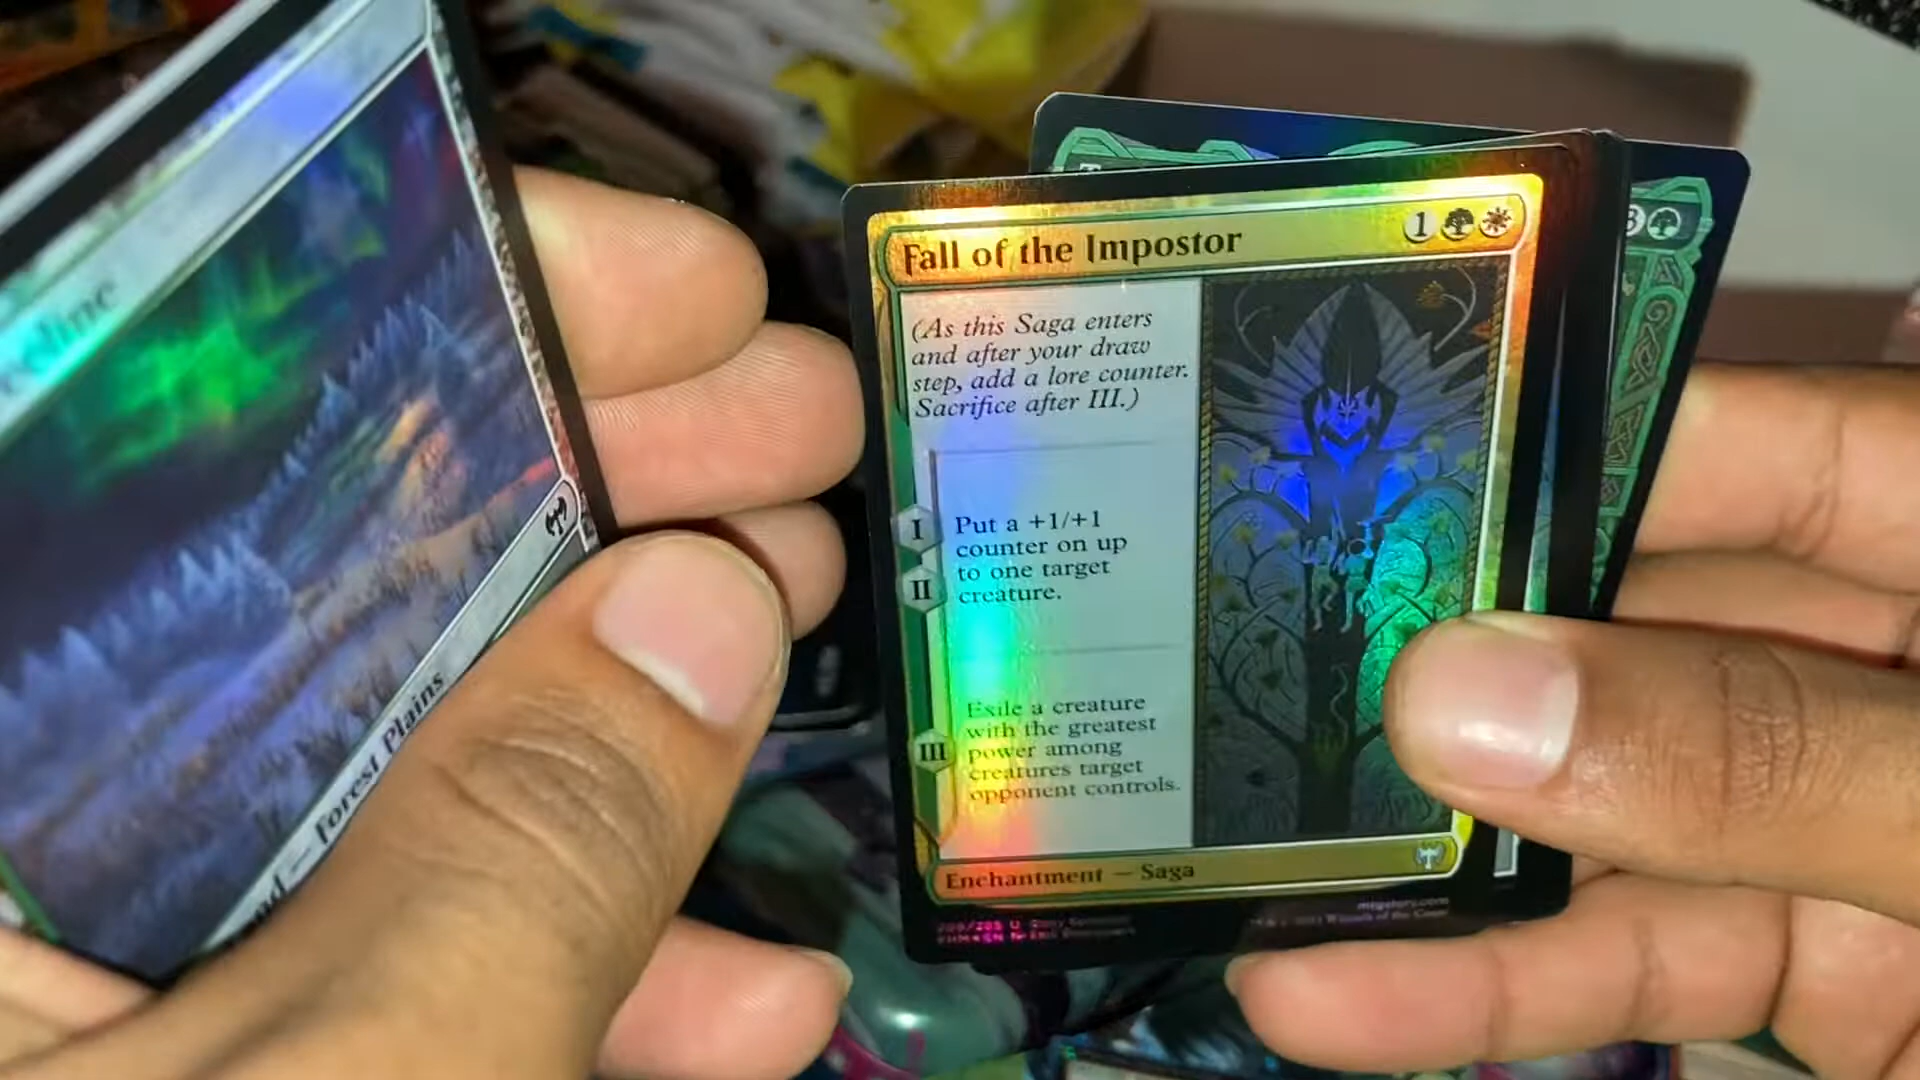 Forest Plains
Fall of the Impostor
1
(As this Saga enters
and after your draw
step, add a lore counter.
Sacrifice after III.)
I
II
Put a +1/+1
counter on up
to one target
creature.
III
Exile a creature
with the greatest
power among
creatures target
opponent controls.
Enchantment — Saga